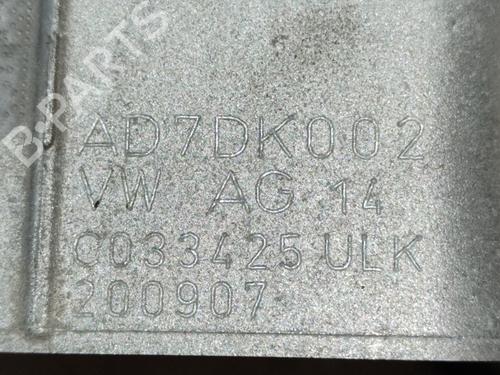 B-PARTS
AD7DK002
VW AG 14
C033425 ULK
200907